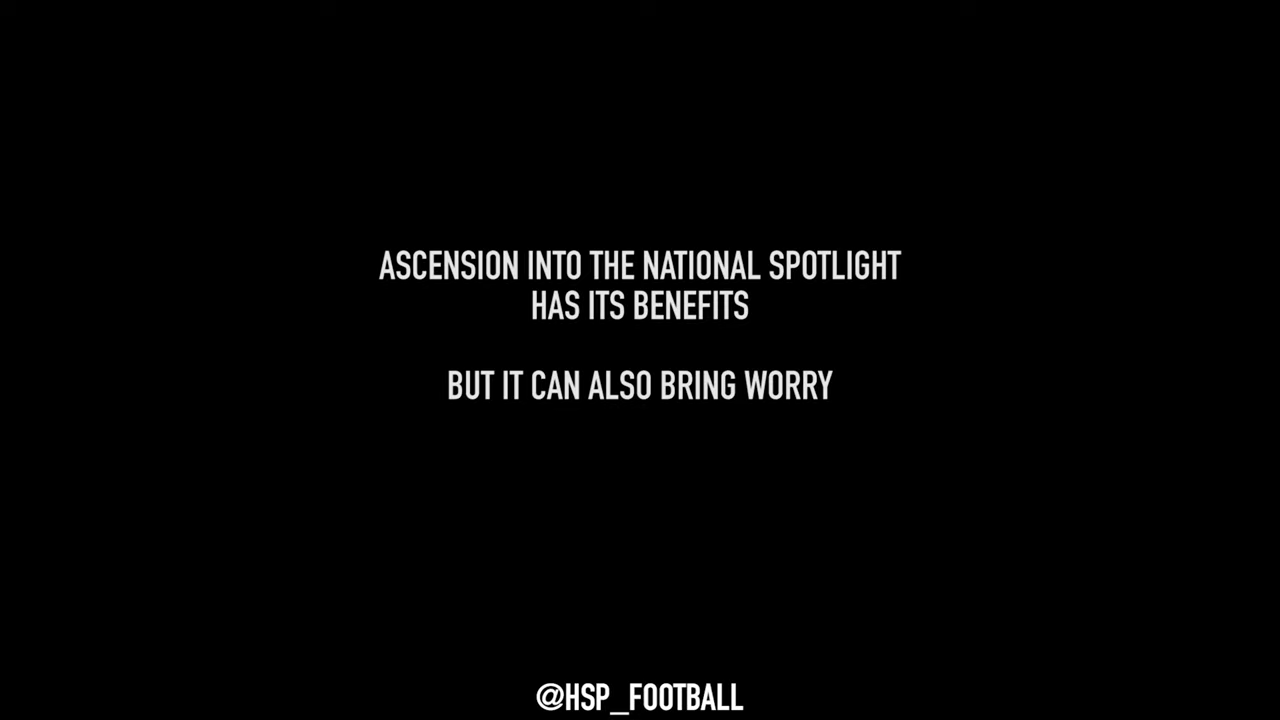 ASCENSION INTO THE NATIONAL SPOTLIGHT
HAS ITS BENEFITS
BUT IT CAN ALSO BRING WORRY
@HSP_FOOTBALL